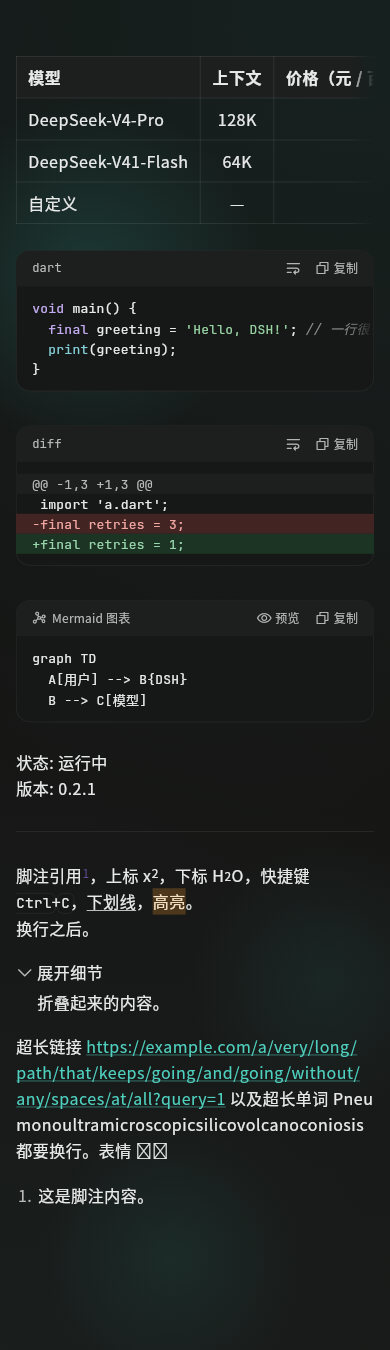 模型 上下文 价格（元 /
DeepSeek-V4-Pro 128K
DeepSeek-V41-Flash 64K
自定义 —
dart 复制
void main() {
  final greeting = 'Hello, DSH!'; // 一行很
  print(greeting);
}
diff 复制
@@ -1,3 +1,3 @@
 import 'a.dart';
-final retries = 3;
+final retries = 1;
Mermaid 图表 预览 复制
graph TD
  A[用户] --> B{DSH}
  B --> C[模型]
状态: 运行中
版本: 0.2.1
脚注引用¹，上标 x²，下标 H2O，快捷键
Ctrl+C，下划线，高亮。
换行之后。
展开细节
折叠起来的内容。
超长链接 https://example.com/a/very/long/
path/that/keeps/going/and/going/without/
any/spaces/at/all?query=1 以及超长单词 Pneu
monoultramicroscopicsilicovolcanoconiosis
都要换行。表情
1. 这是脚注内容。